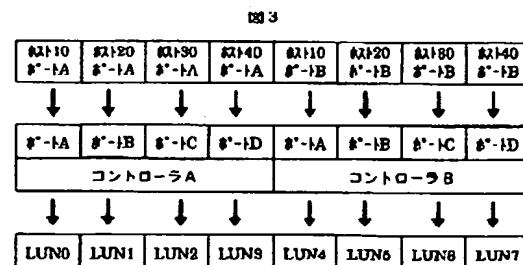 図3
ホスト10 ホスト20 ホスト30 ホスト40 ホスト10 ホスト20 ホスト30 ホスト40
ポートA ポートA ポートA ポートA ポートB ポートB ポートB ポートB
ポートA ポートB ポートC ポートD ポートA ポートB ポートC ポートD
コントローラA コントローラB
LUN0 LUN1 LUN2 LUN3 LUN4 LUN5 LUN6 LUN7